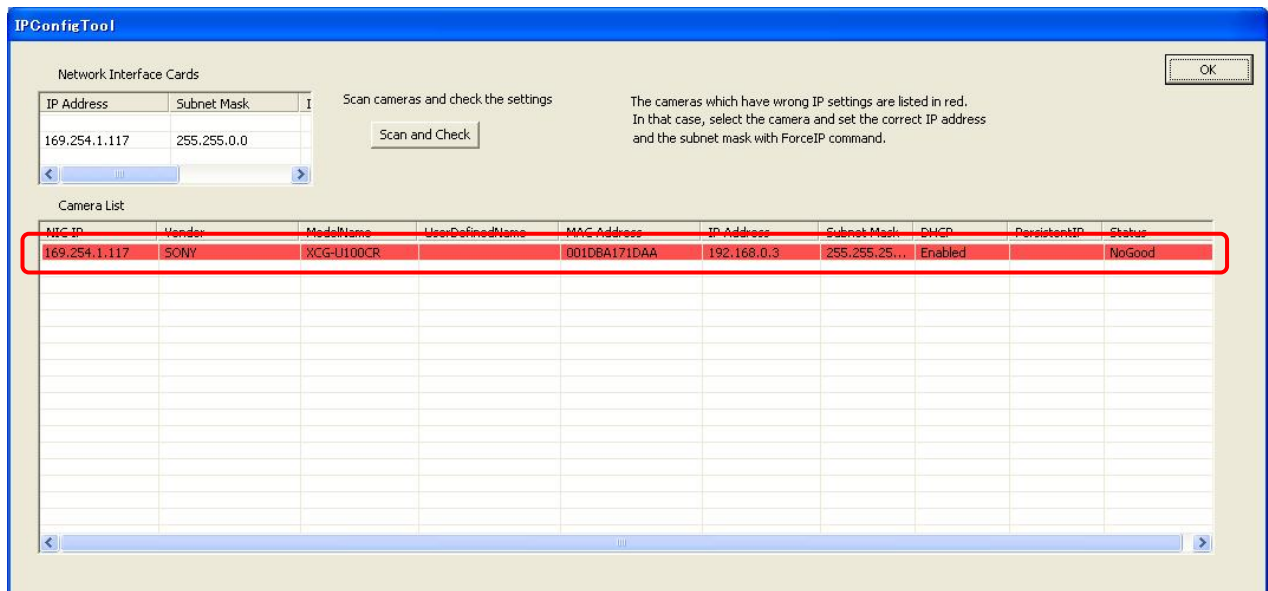 IPConfigTool
OK
Network Interface Cards
IP Address Subnet Mask I
169.254.1.117 255.255.0.0
Scan cameras and check the settings
Scan and Check
The cameras which have wrong IP settings are listed in red.
In that case, select the camera and set the correct IP address
and the subnet mask with ForceIP command.
Camera List
NIC IP Vendor ModelName UserDefinedName MAC Address IP Address Subnet Mask DHCP PersistentIP Status
169.254.1.117 SONY XCG-U100CR 001DBA171DAA 192.168.0.3 255.255.25... Enabled NoGood